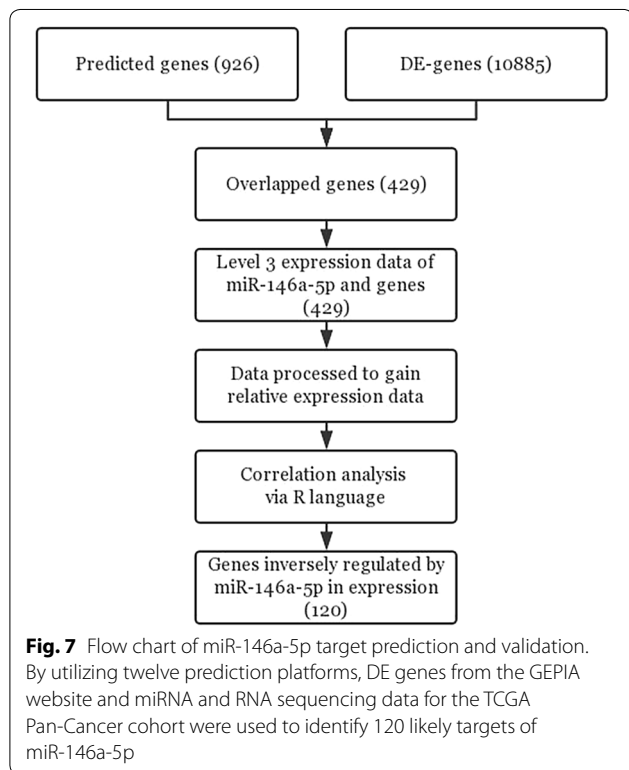 Predicted genes (926)
DE-genes (10885)
Overlapped genes (429)
Level 3 expression data of
miR-146a-5p and genes
(429)
Data processed to gain
relative expression data
Correlation analysis
via R language
Genes inversely regulated by
miR-146a-5p in expression
(120)
Fig. 7 Flow chart of miR-146a-5p target prediction and validation.
By utilizing twelve prediction platforms, DE genes from the GEPIA
website and miRNA and RNA sequencing data for the TCGA
Pan-Cancer cohort were used to identify 120 likely targets of
miR-146a-5p